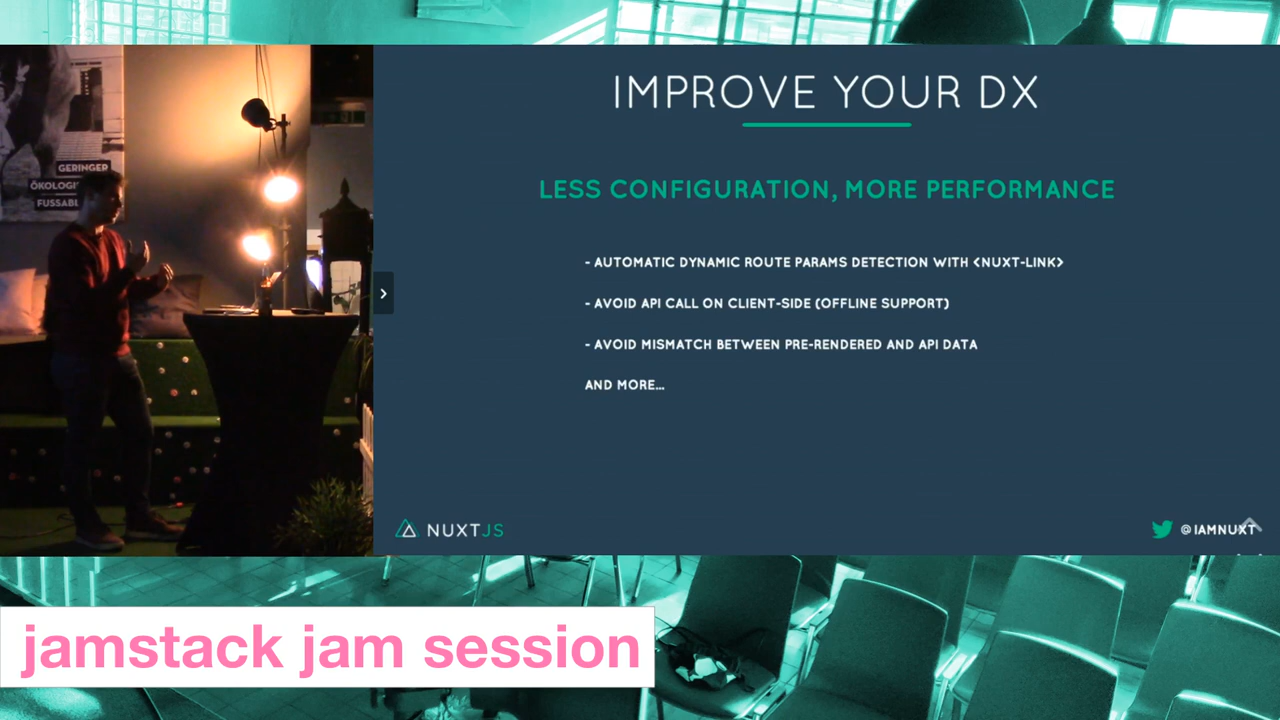 GERINGER
ÖKOLOGI
FUSSAB
IMPROVE YOUR DX
LESS CONFIGURATION, MORE PERFORMANCE
- AUTOMATIC DYNAMIC ROUTE PARAMS DETECTION WITH <NUXT-LINK>
- AVOID API CALL ON CLIENT-SIDE (OFFLINE SUPPORT)
- AVOID MISMATCH BETWEEN PRE-RENDERED AND API DATA
AND MORE...
NUXTJS
@IAMNUXT
jamstack jam session